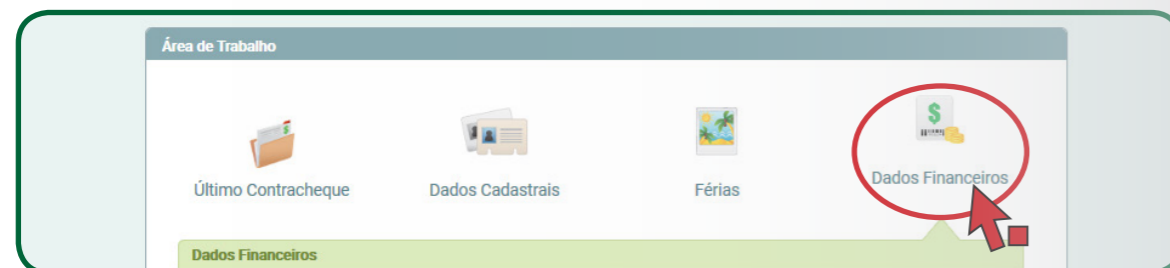 Área de Trabalho
Último Contracheque
Dados Cadastrais
Férias
Dados Financeiros
Dados Financeiros